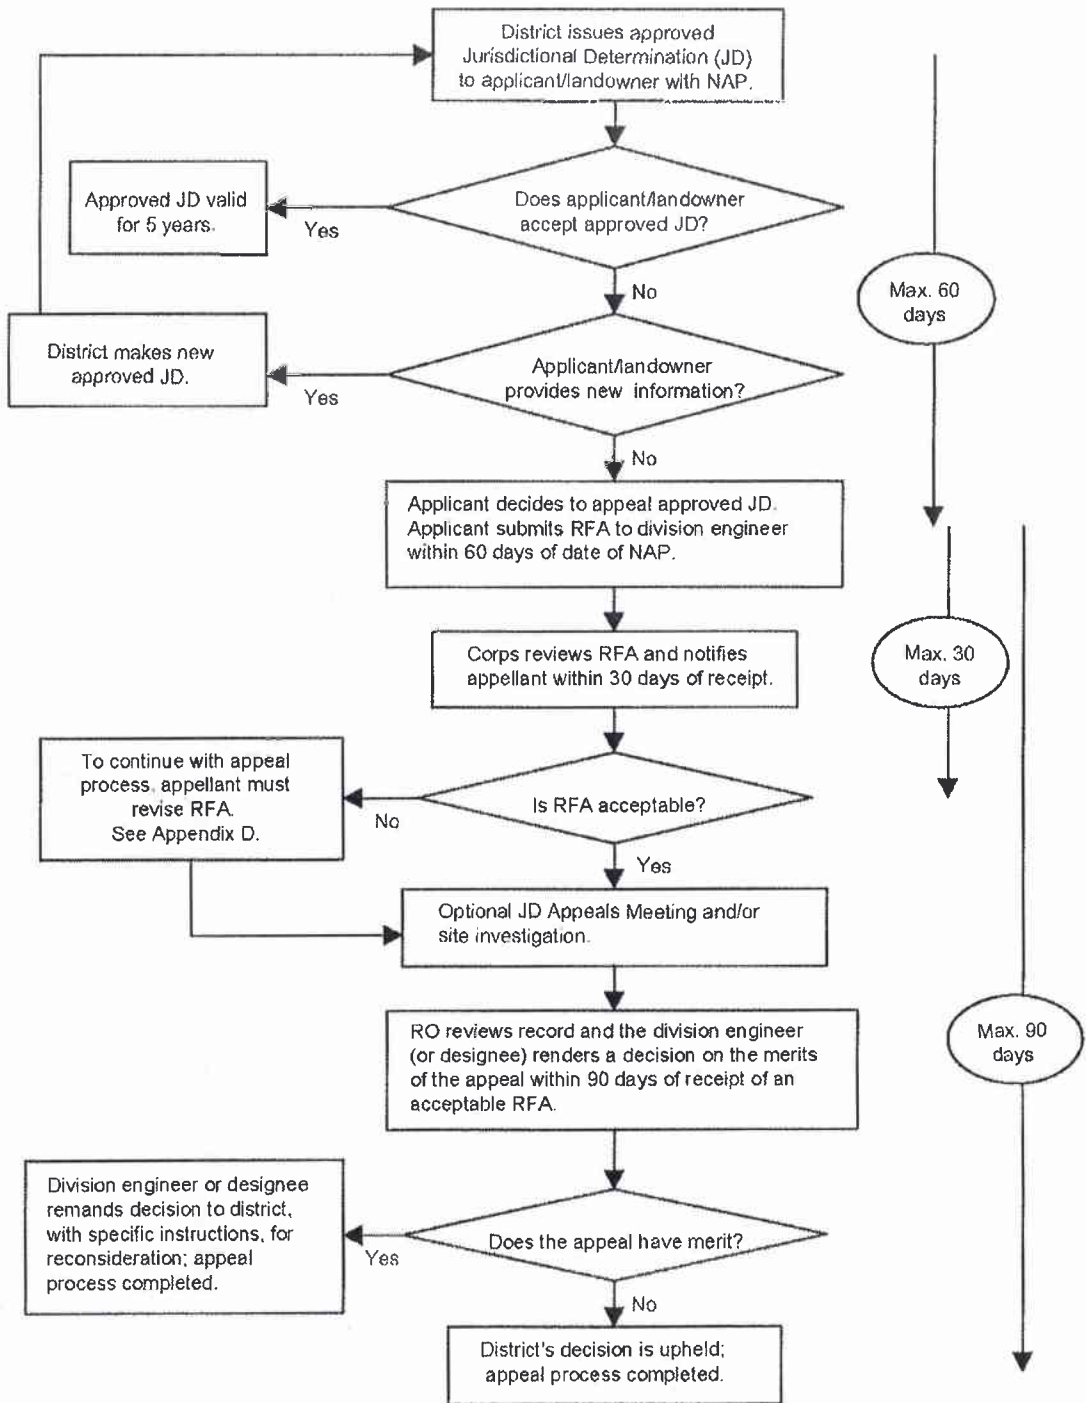 District issues approved
Jurisdictional Determination (JD)
to applicant/landowner with NAP.
Approved JD valid
for 5 years.
Yes
Does applicant/landowner
accept approved JD?
No
Max. 60
days
District makes new
approved JD.
Yes
Applicant/landowner
provides new information?
No
Applicant decides to appeal approved JD.
Applicant submits RFA to division engineer
within 60 days of date of NAP.
Corps reviews RFA and notifies
appellant within 30 days of receipt.
Max. 30
days
To continue with appeal
process, appellant must
revise RFA.
See Appendix D.
No
Is RFA acceptable?
Yes
Optional JD Appeals Meeting and/or
site investigation.
RO reviews record and the division engineer
(or designee) renders a decision on the merits
of the appeal within 90 days of receipt of an
acceptable RFA.
Max. 90
days
Division engineer or designee
remands decision to district,
with specific instructions, for
reconsideration; appeal
process completed.
Yes
Does the appeal have merit?
No
District's decision is upheld;
appeal process completed.